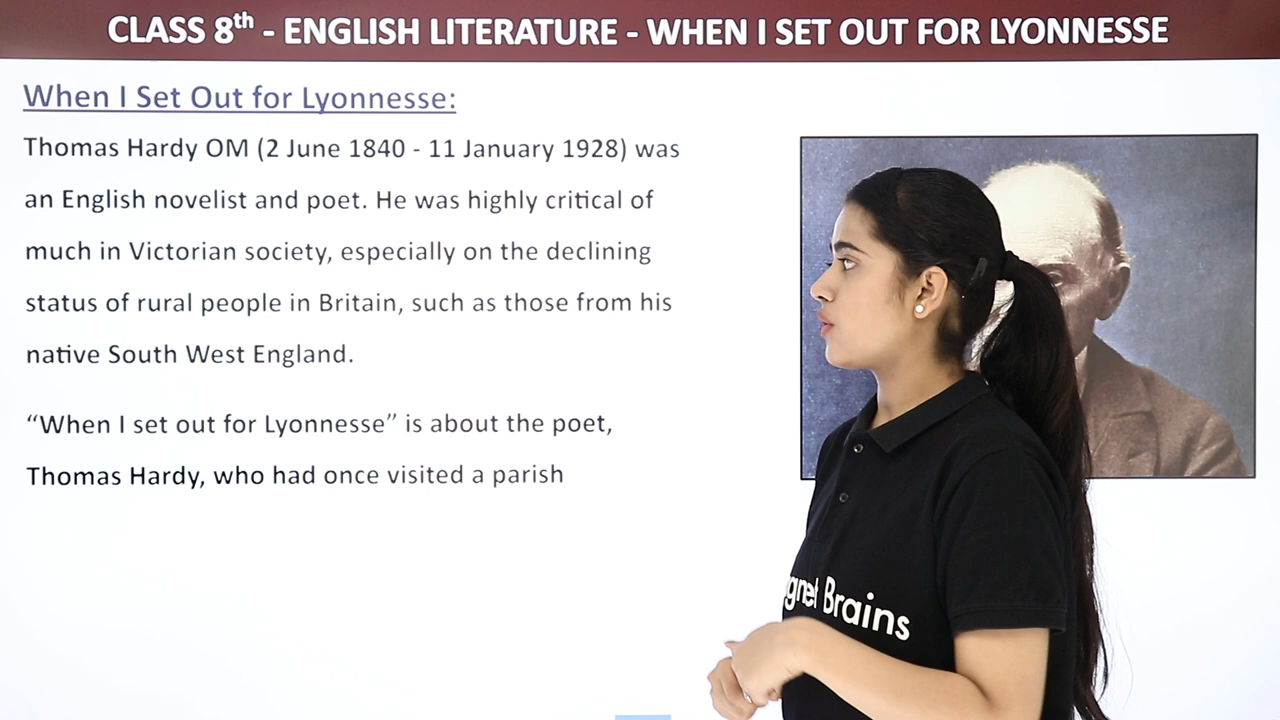 CLASS 8th - ENGLISH LITERATURE - WHEN I SET OUT FOR LYONNESSE
When I Set Out for Lyonnesse:
Thomas Hardy OM (2 June 1840 - 11 January 1928) was
an English novelist and poet. He was highly critical of
much in Victorian society, especially on the declining
status of rural people in Britain, such as those from his
native South West England.
“When I set out for Lyonnesse” is about the poet,
Thomas Hardy, who had once visited a parish
Brains